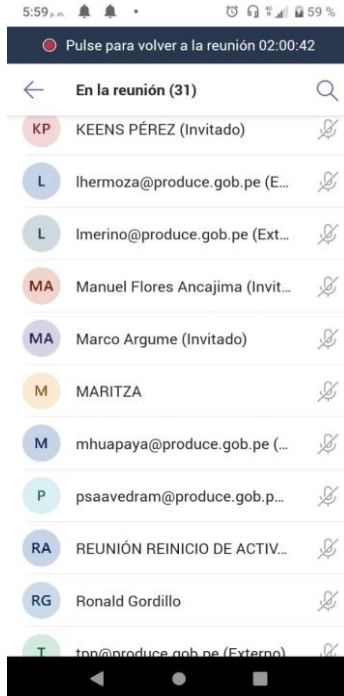 5:59 p. m.
59 %
Pulse para volver a la reunión 02:00:42
En la reunión (31)
KP KEENS PÉREZ (Invitado)
L lhermoza@produce.gob.pe (E...
L lmerino@produce.gob.pe (Ext...
MA Manuel Flores Ancajima (Invit...
MA Marco Argume (Invitado)
M MARITZA
M mhuapaya@produce.gob.pe (...
P psaavedram@produce.gob.p...
RA REUNIÓN REINICIO DE ACTIV...
RG Ronald Gordillo
T tpp@produce.gob.pe (Externo)